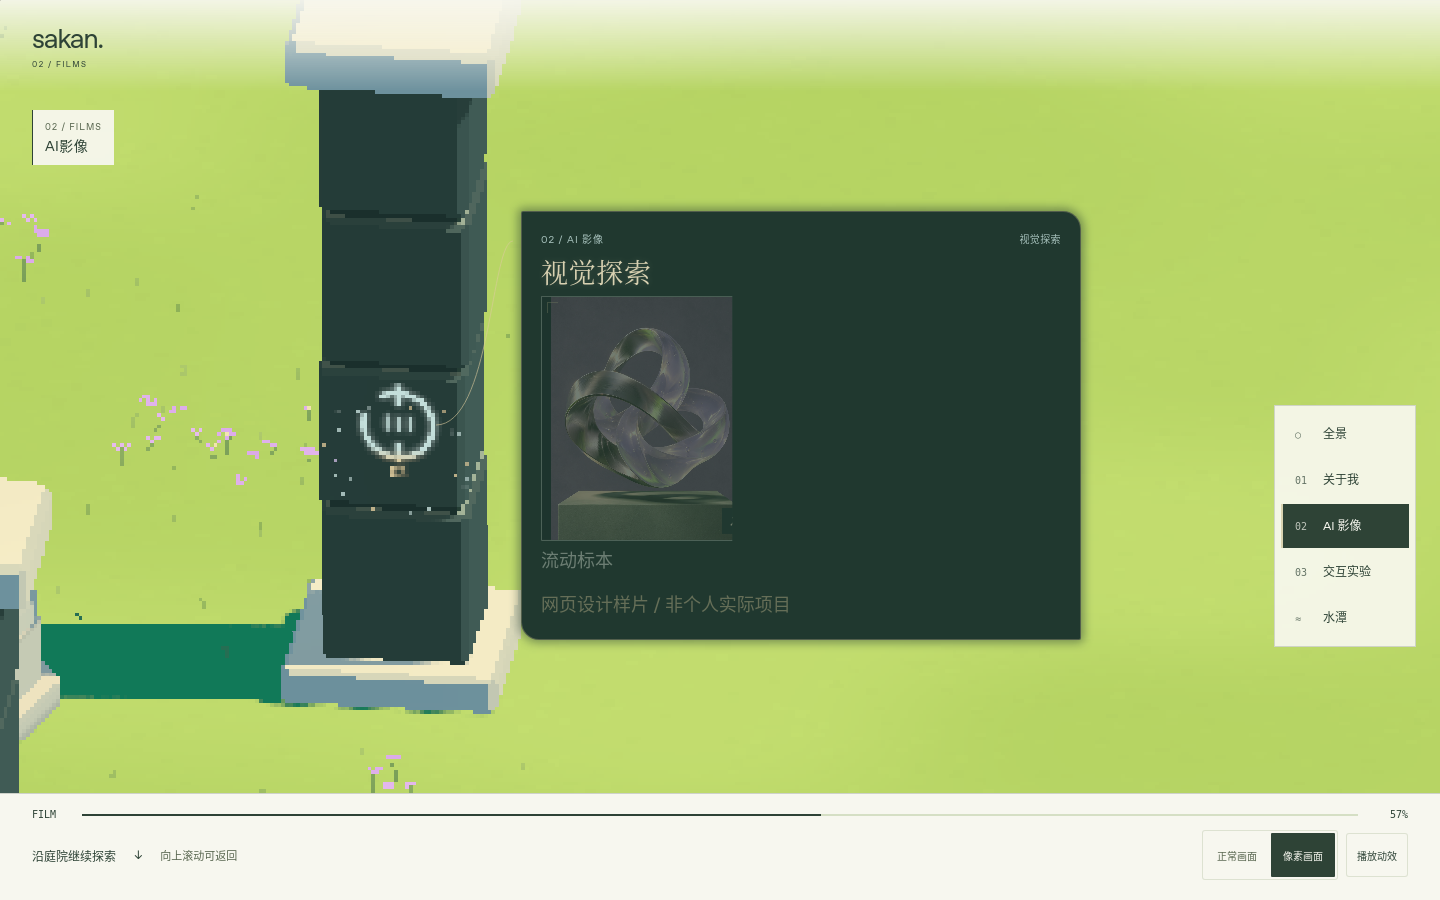 sakan.
02 / FILMS
02 / FILMS
AI影像
02 / AI 影像
视觉探索
视觉探索
流动标本
网页设计样片 / 非个人实际项目
全景
01 关于我
02 AI 影像
03 交互实验
≈ 水潭
FILM
57%
沿庭院继续探索 ↓ 向上滚动可返回
正常画面 像素画面 播放动效